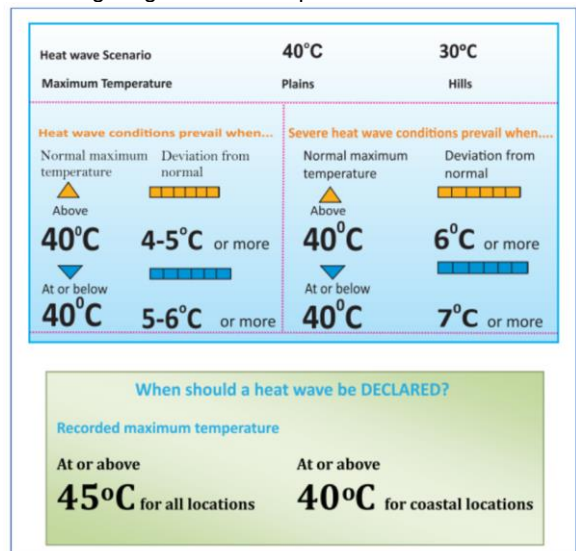 Heat wave Scenario 40°C 30°C
Maximum Temperature Plains Hills
Heat wave conditions prevail when...
Normal maximum Deviation from
temperature normal
Above
40°C 4-5°C or more
At or below
40°C 5-6°C or more
Severe heat wave conditions prevail when....
Normal maximum Deviation from
temperature normal
Above
40°C 6°C or more
At or below
40°C 7°C or more
When should a heat wave be DECLARED?
Recorded maximum temperature
At or above At or above
45°C for all locations 40°C for coastal locations